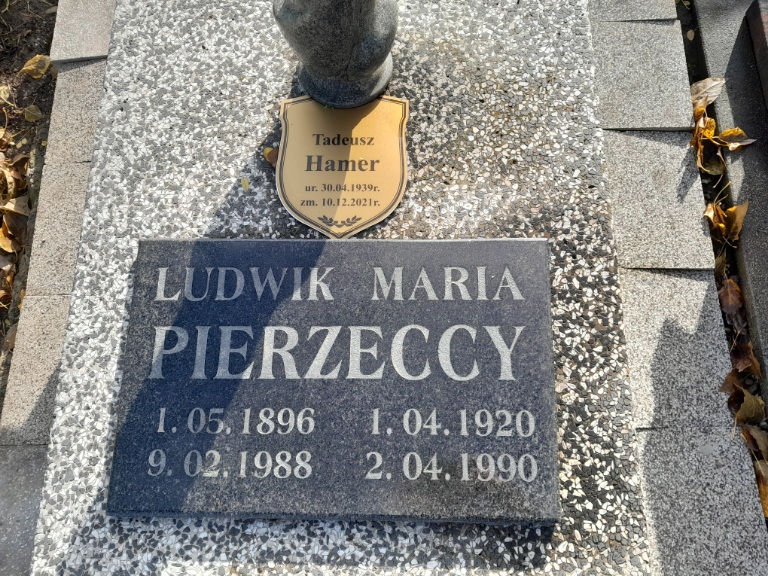 Tadeusz
Hamer
ur. 30.04.1939r.
zm. 10.12.2021r.
LUDWIK MARIA
PIERZECCY
1.05.1896 1.04.1920
9.02.1988 2.04.1990